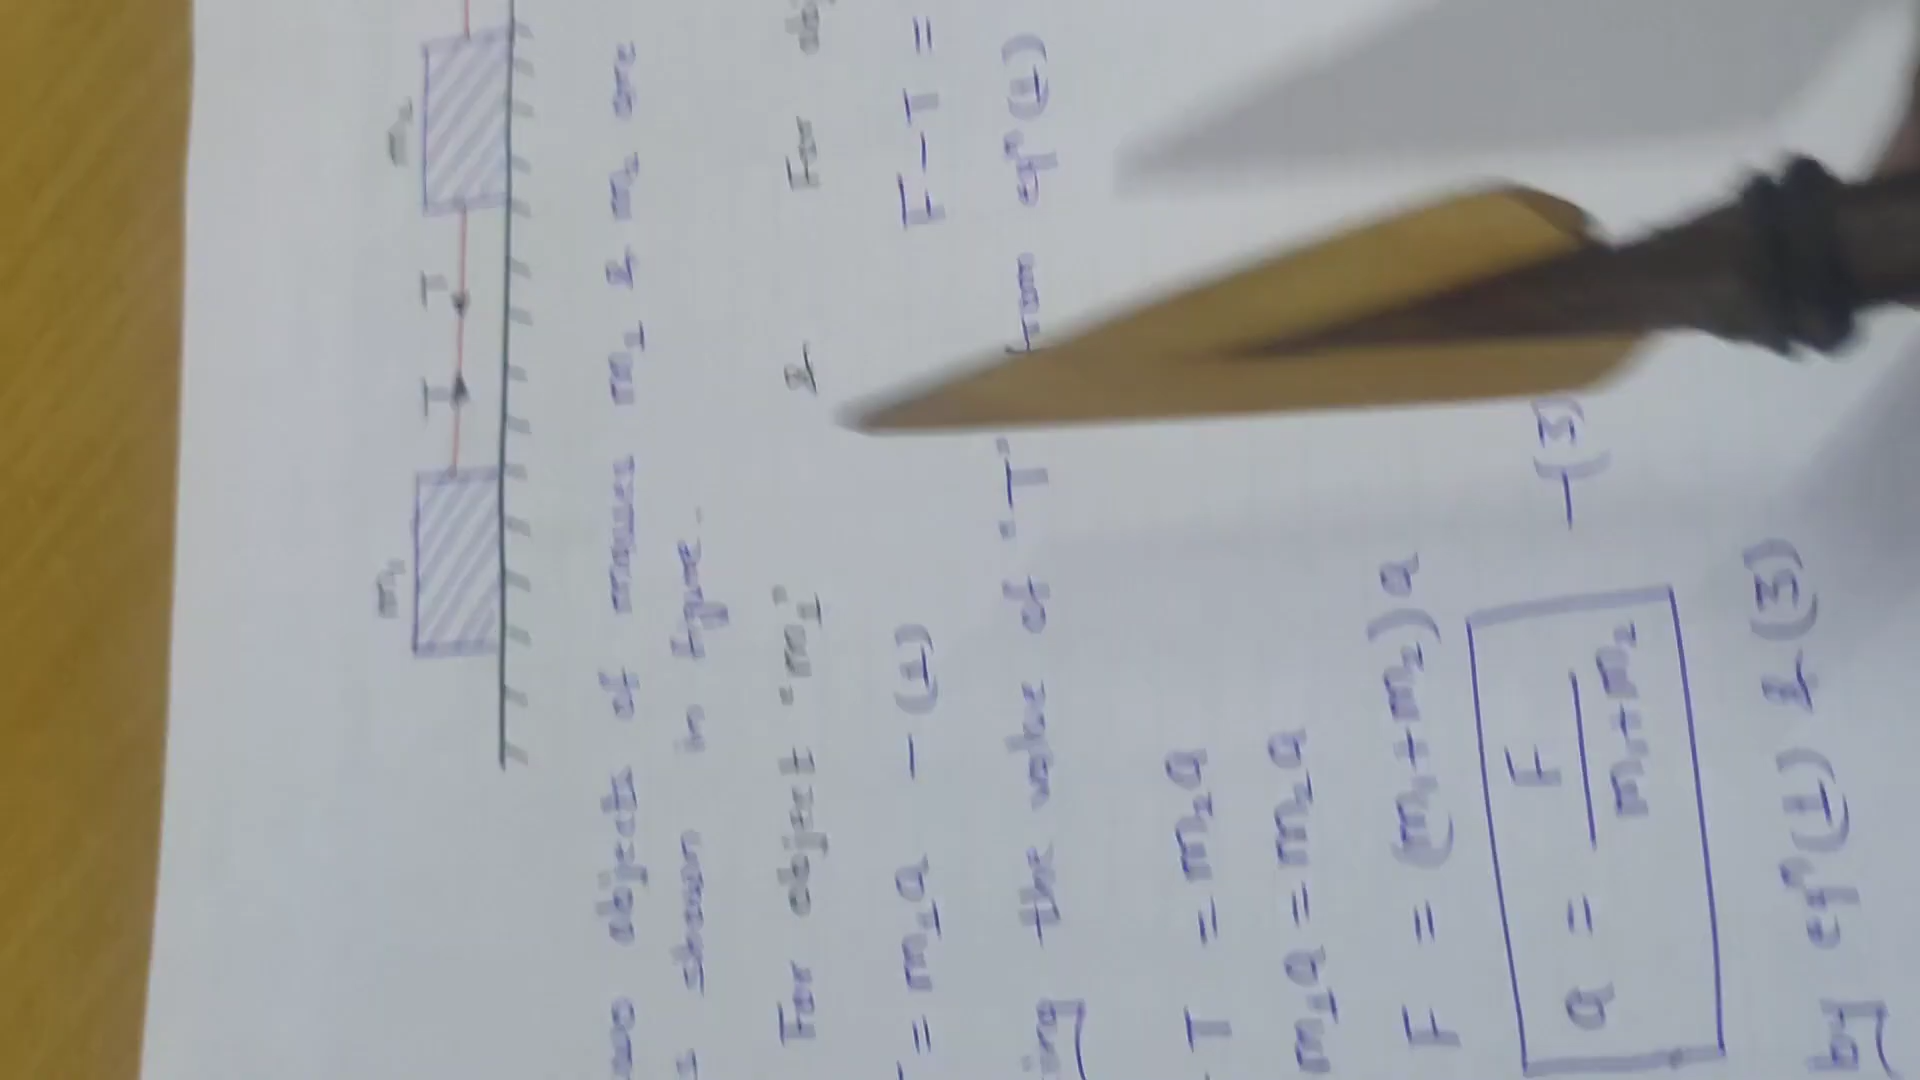 m₁ T T m₂
objects of masses m₁ & m₂ are
shown in figure.
For object "m₁" & For
= m₁a — (1) F - T =
the value of "T" from eqⁿ (1)
T = m₂a
m₁a = m₂a
F = (m₁+m₂)a
a = F / m₁+m₂ —(3)
by eqⁿ(1) & (3)